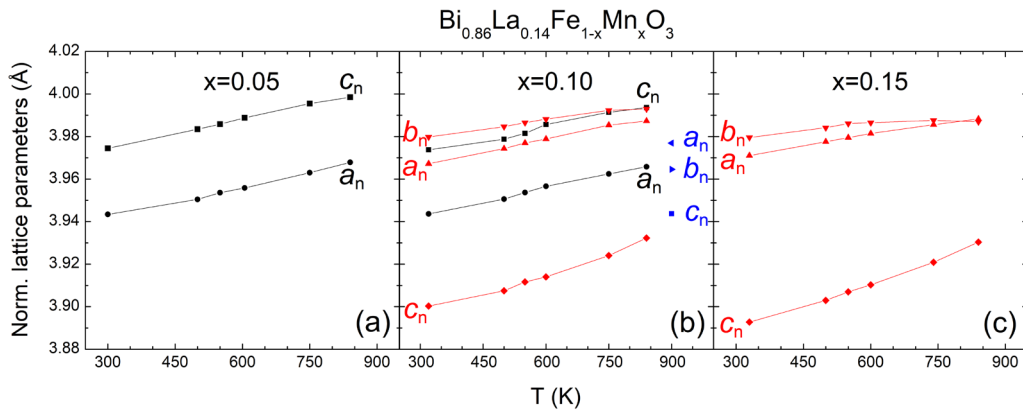 Bi0.86La0.14Fe1-xMnxO3
Norm. lattice parameters (Å)
4.02
4.00
3.98
3.96
3.94
3.92
3.90
3.88
x=0.05
cn
an
(a)
300 450 600 750 900
x=0.10
cn
bn
an
an
cn
an
bn
cn
(b)
300 450 600 750 900
x=0.15
bn
an
cn
(c)
300 450 600 750 900
T (K)